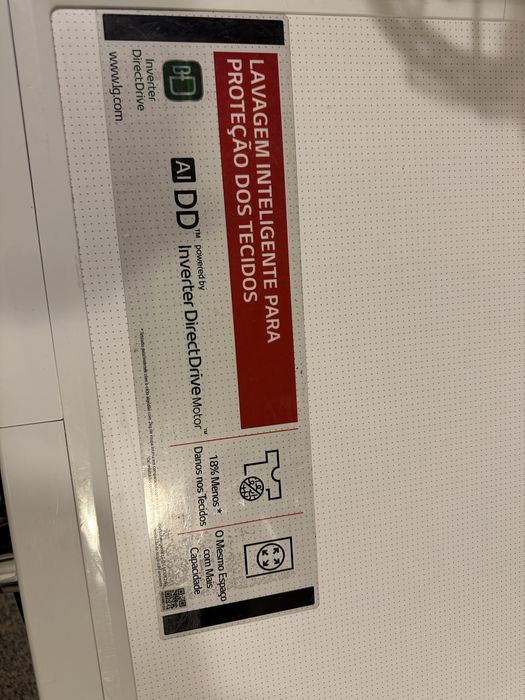 LAVAGEM INTELIGENTE PARA
PROTEÇÃO DOS TECIDOS
Inverter
DirectDrive
www.lg.com
AI DD™ powered by
Inverter DirectDrive Motor™
18% Menos *
Danos nos Tecidos
O Mesmo Espaço
com Mais
Capacidade